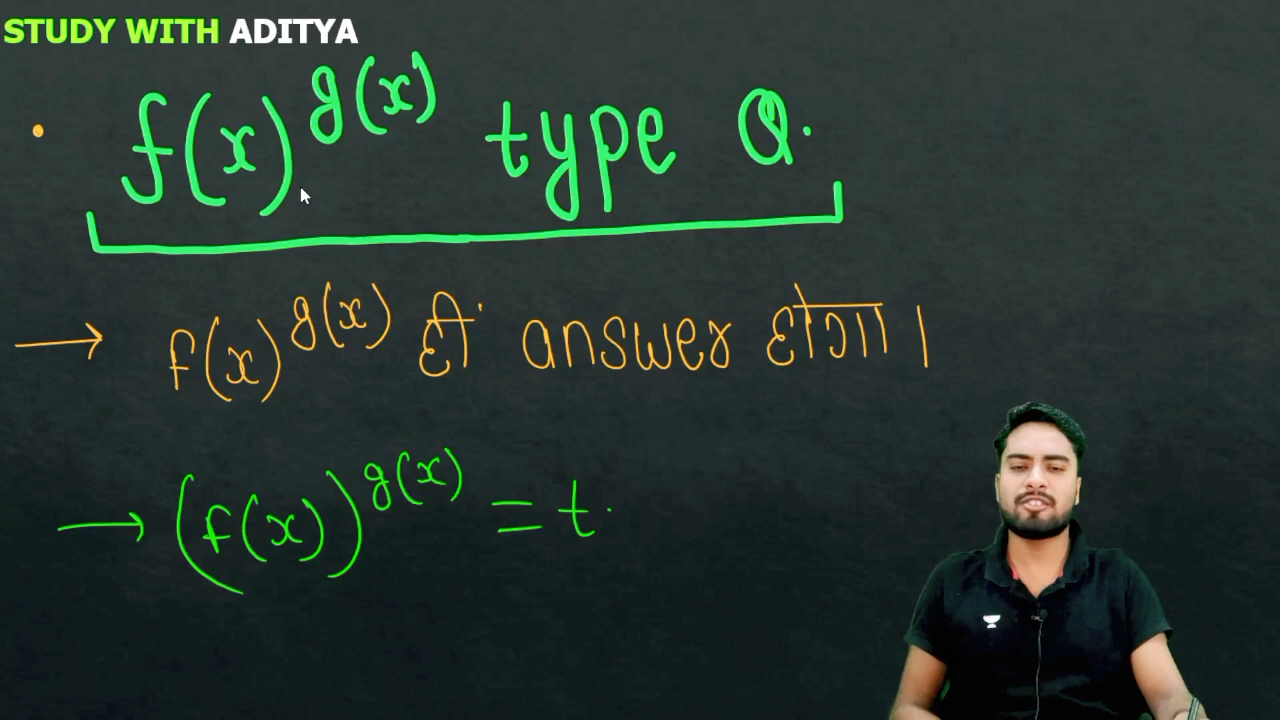 STUDY WITH ADITYA
• f(x)^g(x) type Q.
→ f(x)^g(x) ही answer होगा।
→ (f(x))^g(x) = t.